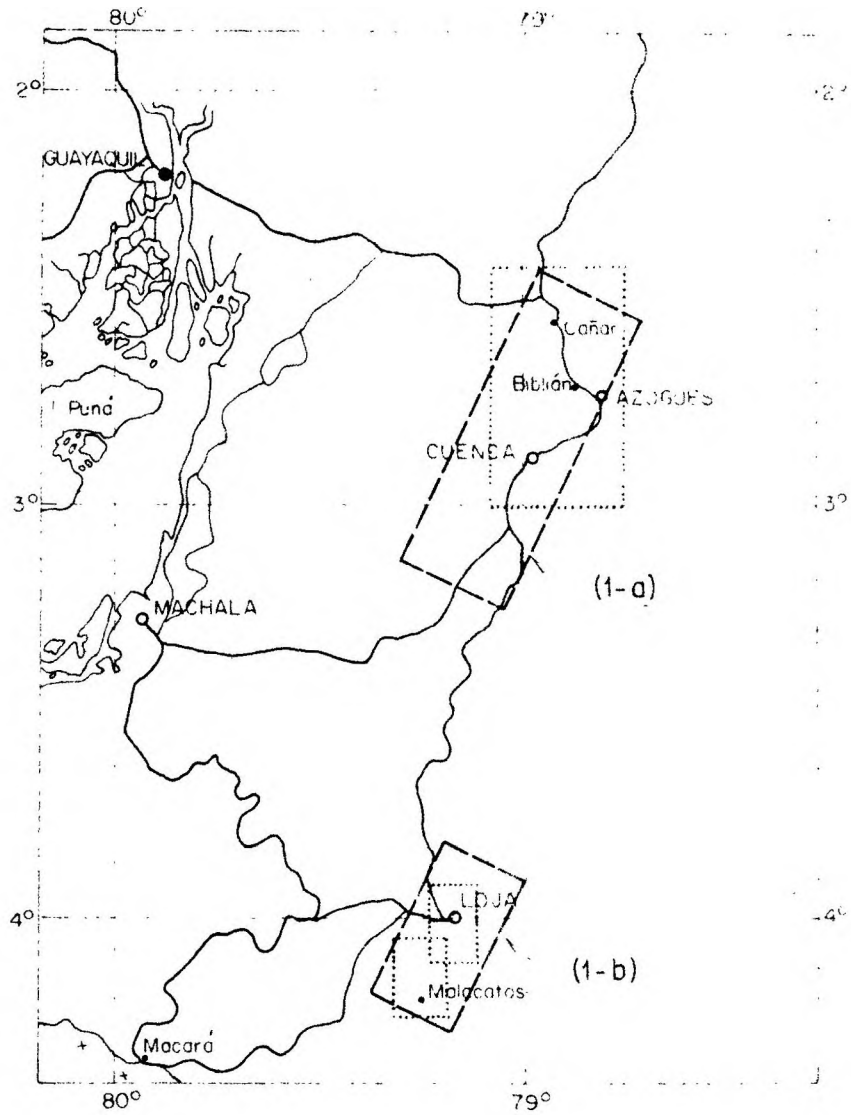 80°
2°
GUAYAQUIL
Cañar
Biblián
AZOGUES
I Puná
CUENCA
3°
3°
(1-a)
MACHALA
LOJA
4°
4°
(1-b)
Malacatos
Macará
80°
79°